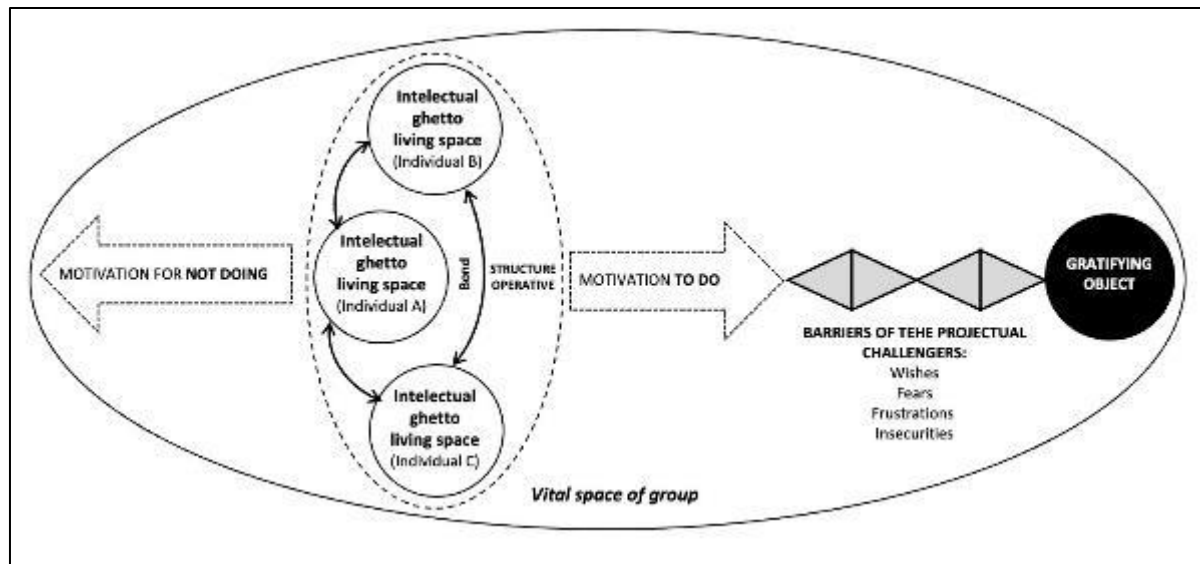 Intelectual
ghetto
living space
(Individual B)
MOTIVATION FOR NOT DOING
Intelectual
ghetto
living space
(Individual A)
Bond
STRUCTURE
OPERATIVE
MOTIVATION TO DO
GRATIFYING
OBJECT
BARRIERS OF TEHE PROJECTUAL
CHALLENGERS:
Wishes
Fears
Frustrations
Insecurities
Intelectual
ghetto
living space
(Individual C)
Vital space of group